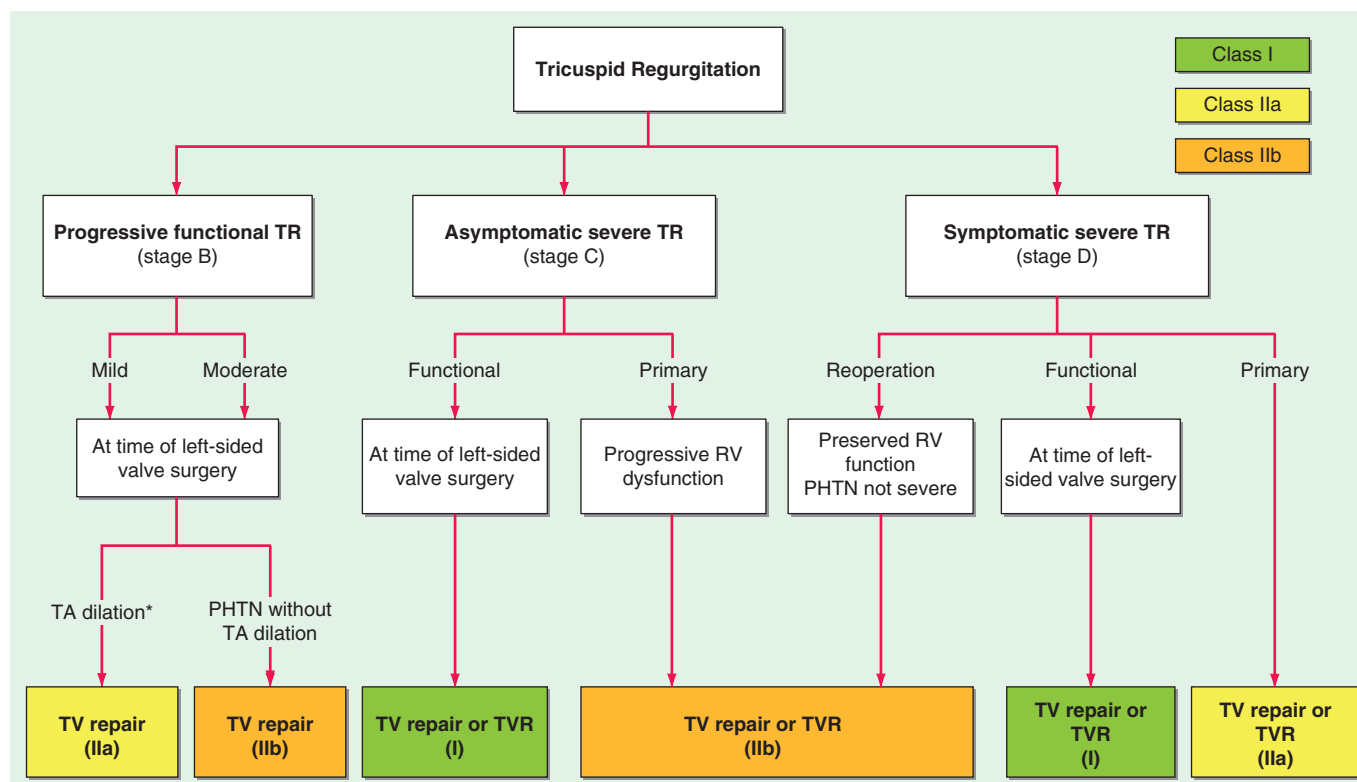 Tricuspid Regurgitation
Class I
Class IIa
Class IIb
Progressive functional TR
(stage B)
Asymptomatic severe TR
(stage C)
Symptomatic severe TR
(stage D)
Mild
Moderate
Functional
Primary
Reoperation
Functional
Primary
At time of left-sided
valve surgery
At time of left-sided
valve surgery
Progressive RV
dysfunction
Preserved RV
function
PHTN not severe
At time of left-
sided valve surgery
TA dilation*
PHTN without
TA dilation
TV repair
(IIa)
TV repair
(IIb)
TV repair or TVR
(I)
TV repair or TVR
(IIb)
TV repair or
TVR
(I)
TV repair or
TVR
(IIa)